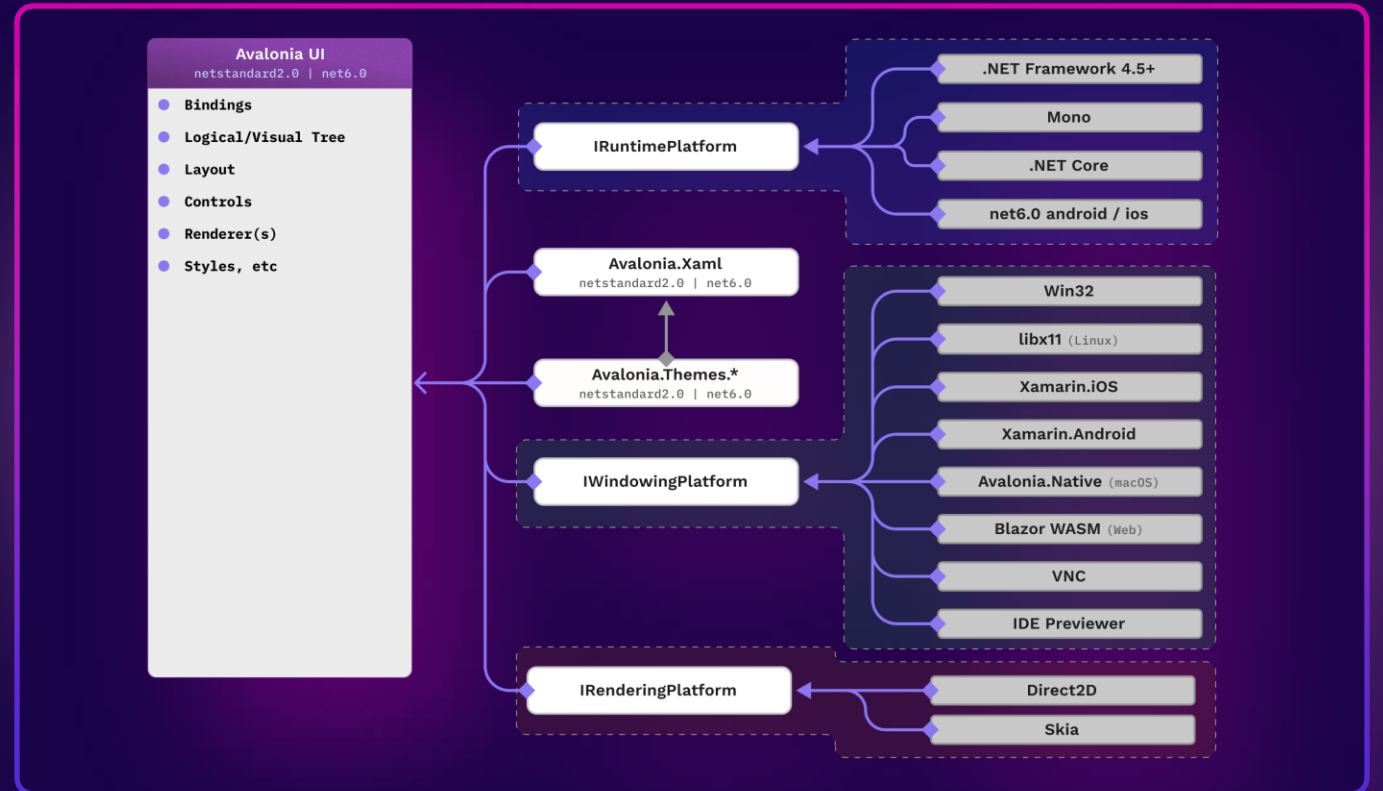 Avalonia UI
netstandard2.0 | net6.0
Bindings
Logical/Visual Tree
Layout
Controls
Renderer(s)
Styles, etc
IRuntimePlatform
.NET Framework 4.5+
Mono
.NET Core
net6.0 android / ios
Avalonia.Xaml
netstandard2.0 | net6.0
Avalonia.Themes.*
netstandard2.0 | net6.0
IWindowingPlatform
Win32
libx11 (Linux)
Xamarin.iOS
Xamarin.Android
Avalonia.Native (macOS)
Blazor WASM (Web)
VNC
IDE Previewer
IRenderingPlatform
Direct2D
Skia